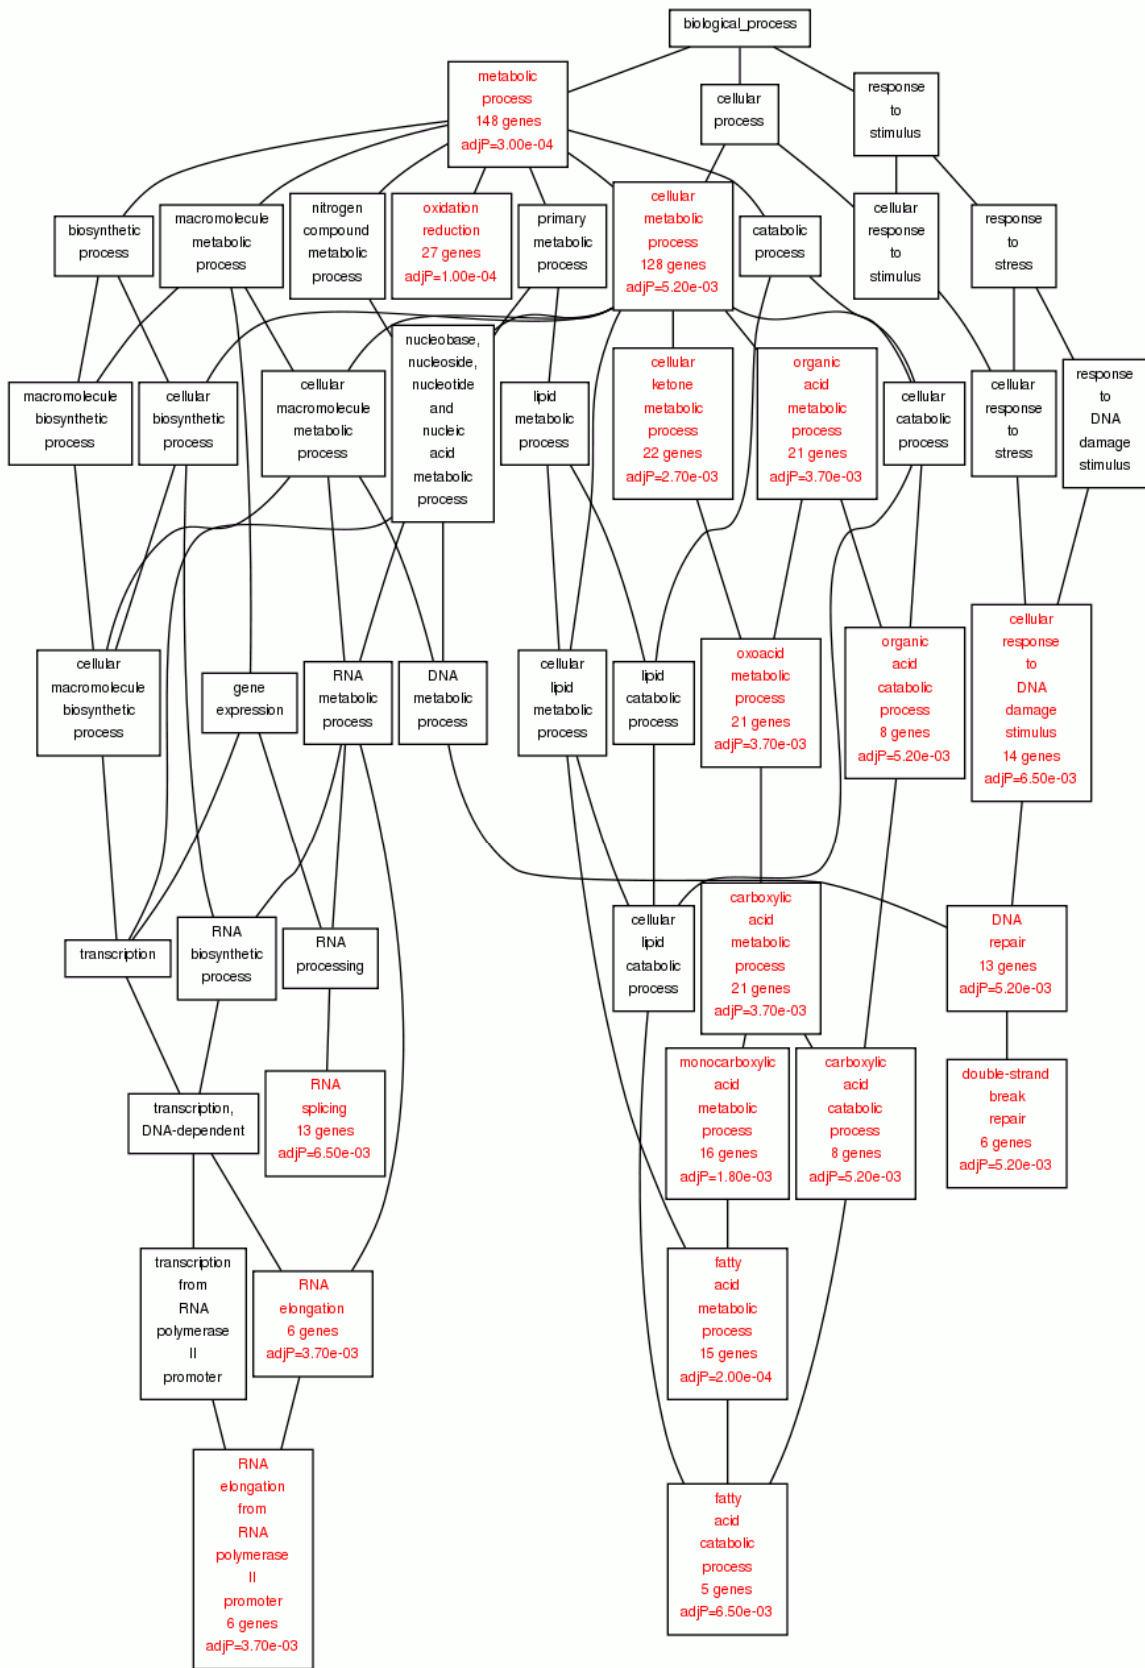 biological_process
metabolic
process
148 genes
adjP=3.00e-04
cellular
process
response
to
stimulus
biosynthetic
process
macromolecule
metabolic
process
nitrogen
compound
metabolic
process
oxidation
reduction
27 genes
adjP=1.00e-04
primary
metabolic
process
cellular
metabolic
process
128 genes
adjP=5.20e-03
catabolic
process
cellular
response
to
stimulus
response
to
stress
macromolecule
biosynthetic
process
cellular
biosynthetic
process
cellular
macromolecule
metabolic
process
nucleobase,
nucleoside,
nucleotide
and
nucleic
acid
metabolic
process
lipid
metabolic
process
cellular
ketone
metabolic
process
22 genes
adjP=2.70e-03
organic
acid
metabolic
process
21 genes
adjP=3.70e-03
cellular
catabolic
process
cellular
response
to
stress
response
to
DNA
damage
stimulus
cellular
macromolecule
biosynthetic
process
gene
expression
RNA
metabolic
process
DNA
metabolic
process
cellular
lipid
metabolic
process
lipid
catabolic
process
oxoacid
metabolic
process
21 genes
adjP=3.70e-03
organic
acid
catabolic
process
8 genes
adjP=5.20e-03
cellular
response
to
DNA
damage
stimulus
14 genes
adjP=6.50e-03
transcription
RNA
biosynthetic
process
RNA
processing
cellular
lipid
catabolic
process
carboxylic
acid
metabolic
process
21 genes
adjP=3.70e-03
DNA
repair
13 genes
adjP=5.20e-03
transcription,
DNA-dependent
RNA
splicing
13 genes
adjP=6.50e-03
monocarboxylic
acid
metabolic
process
16 genes
adjP=1.80e-03
carboxylic
acid
catabolic
process
8 genes
adjP=5.20e-03
double-strand
break
repair
6 genes
adjP=5.20e-03
transcription
from
RNA
polymerase
II
promoter
RNA
elongation
6 genes
adjP=3.70e-03
fatty
acid
metabolic
process
15 genes
adjP=2.00e-04
RNA
elongation
from
RNA
polymerase
II
promoter
6 genes
adjP=3.70e-03
fatty
acid
catabolic
process
5 genes
adjP=6.50e-03